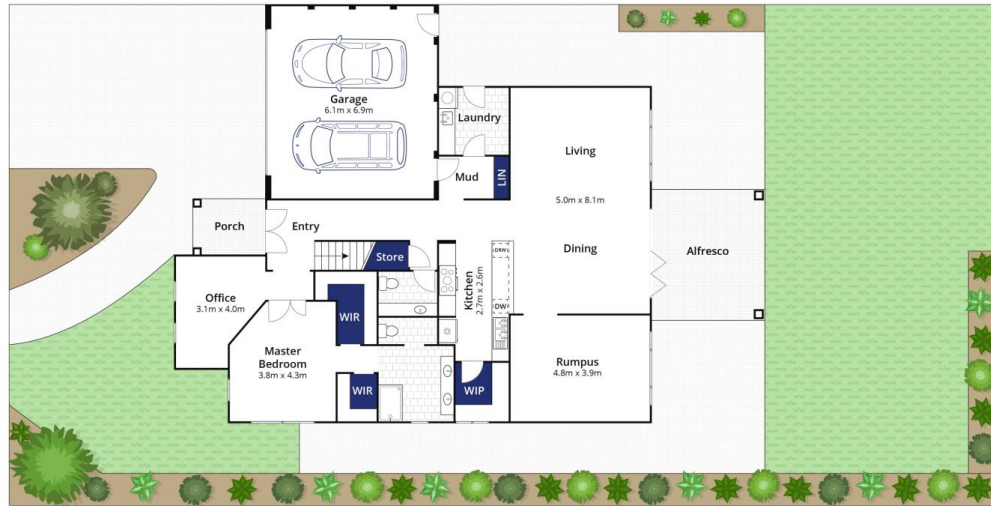 Garage
6.1m x 6.9m
Laundry
Living
Mud
LIN
5.0m x 8.1m
Porch
Entry
Store
DRW
Dining
Alfresco
Kitchen
2.7m x 2.6m
Office
3.1m x 4.0m
WIR
DW
Master
Bedroom
3.8m x 4.3m
Rumpus
4.8m x 3.9m
WIR
WIP